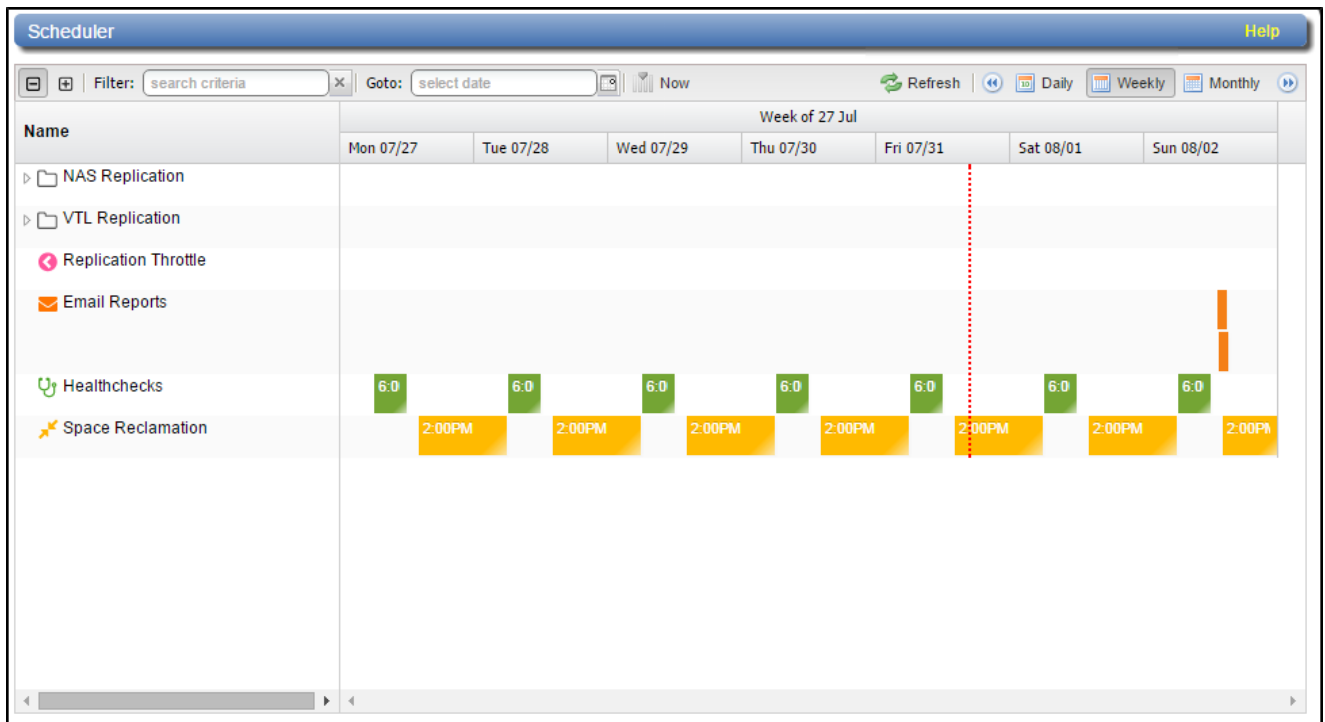 Scheduler Help
Filter: search criteria Goto: select date Now Refresh 10 Daily Weekly Monthly
Name
Week of 27 Jul
Mon 07/27 Tue 07/28 Wed 07/29 Thu 07/30 Fri 07/31 Sat 08/01 Sun 08/02
NAS Replication
VTL Replication
Replication Throttle
Email Reports
Healthchecks 6:0 6:0 6:0 6:0 6:0 6:0 6:0
Space Reclamation 2:00PM 2:00PM 2:00PM 2:00PM 2:00PM 2:00PM 2:00PM